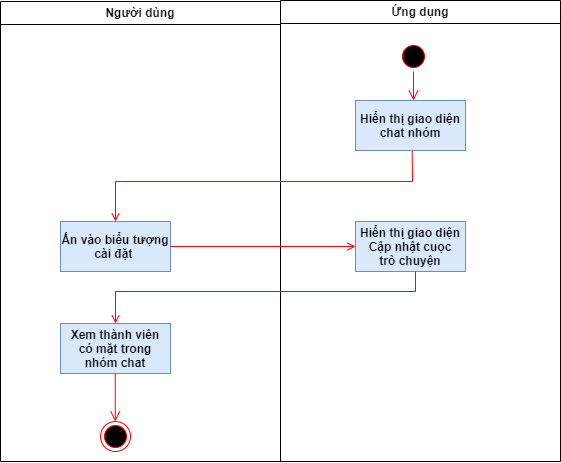 Người dùng
Ứng dụng
Hiển thị giao diện
chat nhóm
Ấn vào biểu tượng
cài đặt
Hiển thị giao diện
Cập nhật cuọc
trò chuyện
Xem thành viên
có mặt trong
nhóm chat